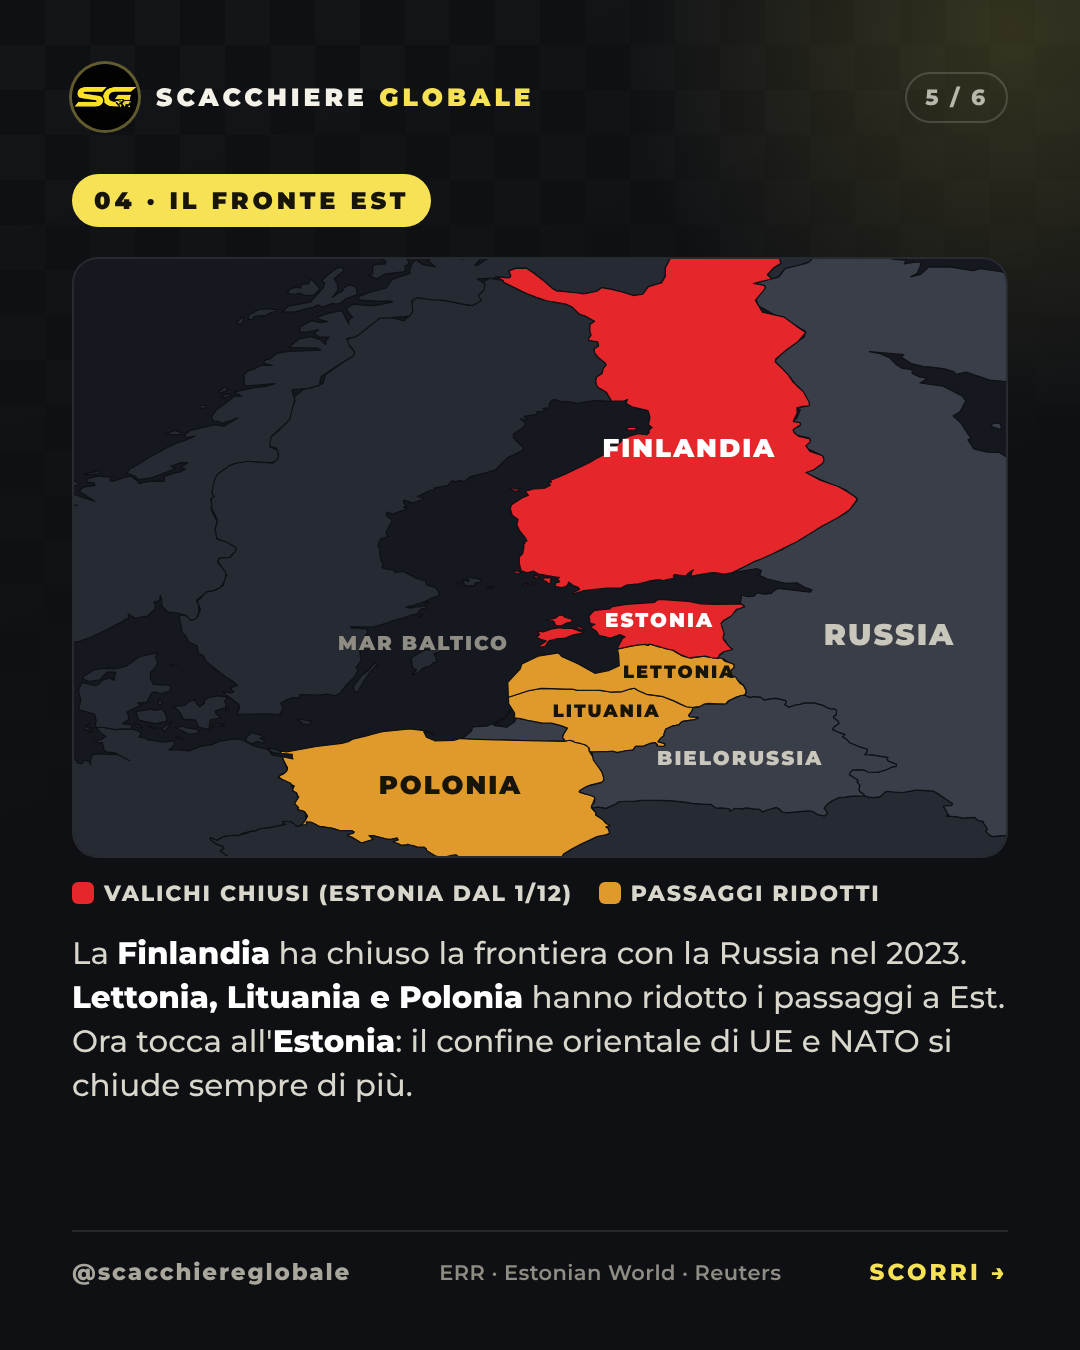 SG
SCACCHIERE GLOBALE
5 / 6
04 · IL FRONTE EST
FINLANDIA
ESTONIA
RUSSIA
MAR BALTICO
LETTONIA
LITUANIA
BIELORUSSIA
POLONIA
VALICHI CHIUSI (ESTONIA DAL 1/12)
PASSAGGI RIDOTTI
La Finlandia ha chiuso la frontiera con la Russia nel 2023.
Lettonia, Lituania e Polonia hanno ridotto i passaggi a Est.
Ora tocca all'Estonia: il confine orientale di UE e NATO si
chiude sempre di più.
@scacchiereglobale
ERR · Estonian World · Reuters
SCORRI →